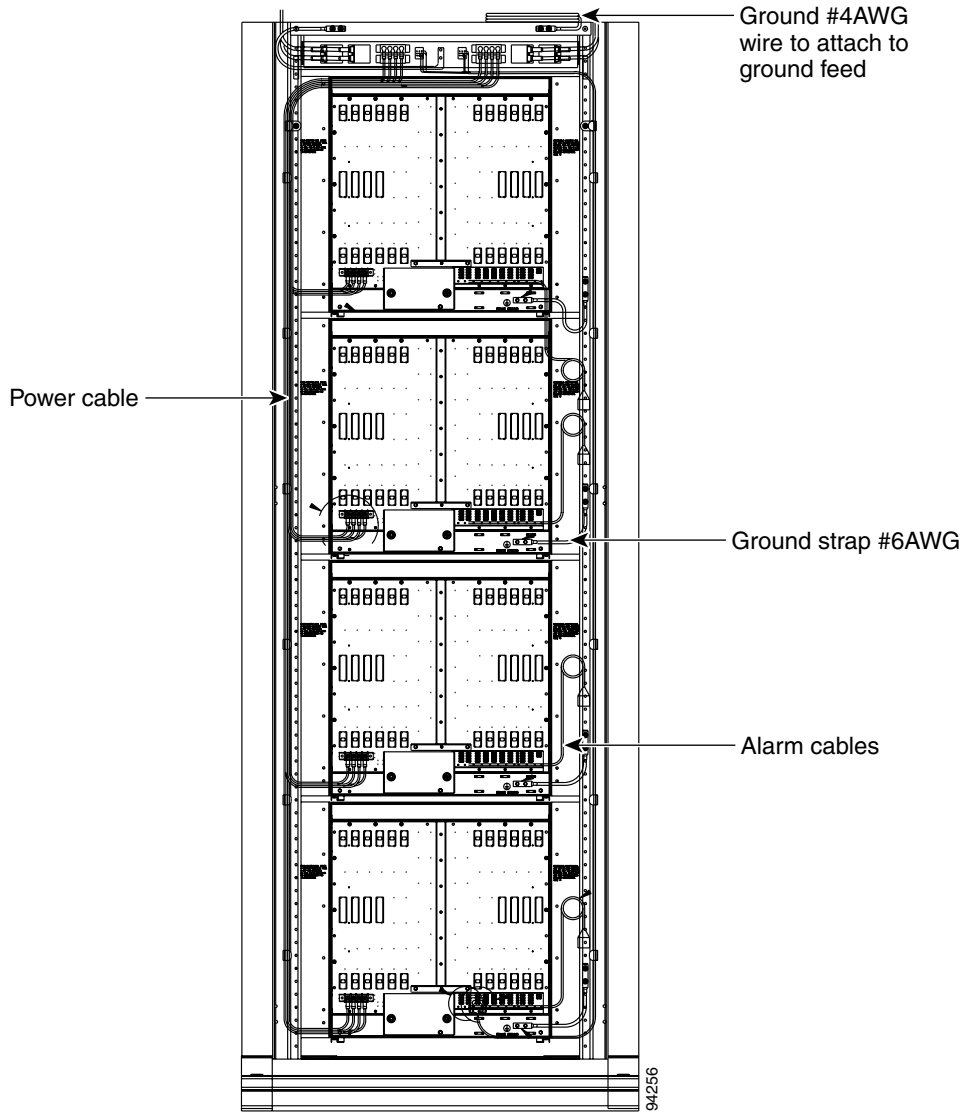 Ground #4AWG
wire to attach to
ground feed
Power cable
Ground strap #6AWG
Alarm cables
94256